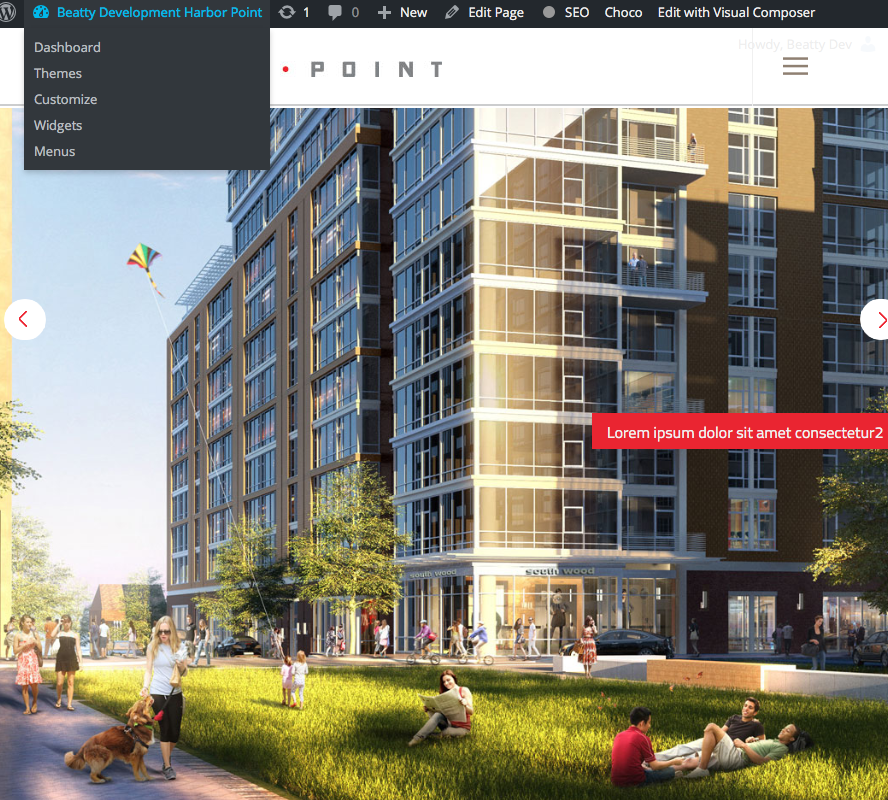 Beatty Development Harbor Point 1 0 New Edit Page SEO Choco Edit with Visual Composer
Howdy, Beatty Dev
Dashboard
Themes
Customize
Widgets
Menus
• POINT
Lorem ipsum dolor sit amet consectetur2
south wood south wood